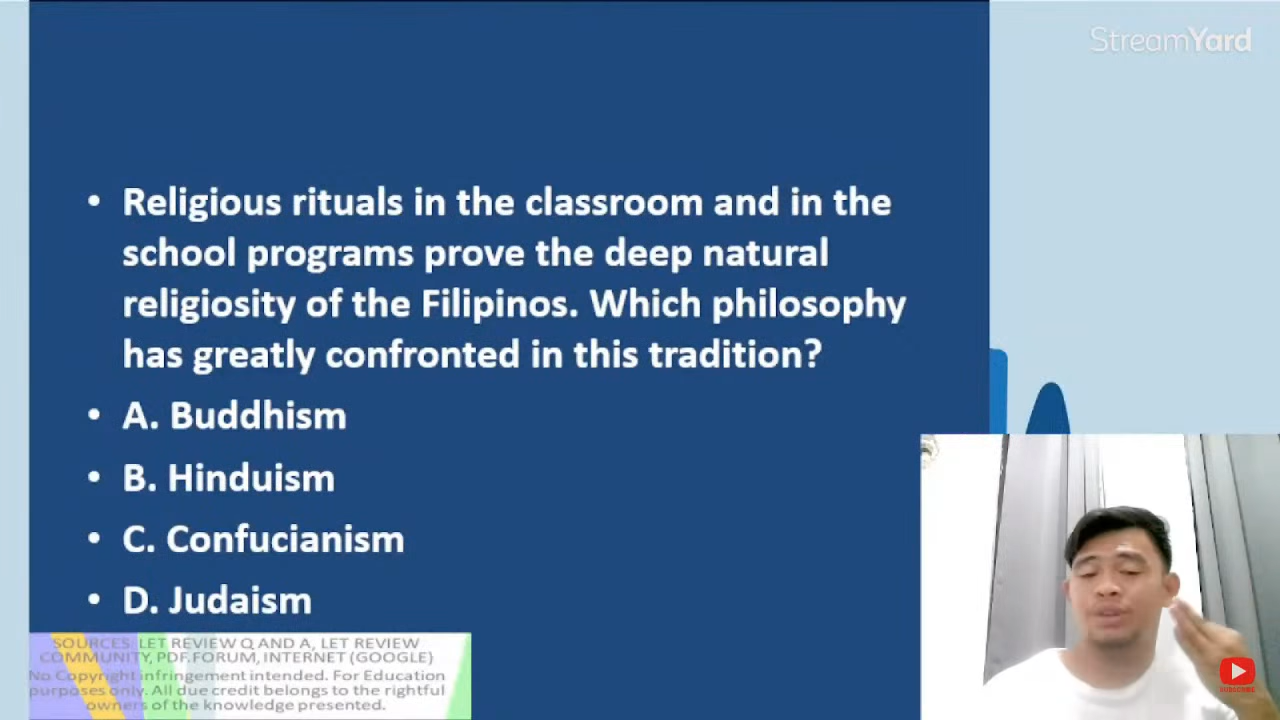 StreamYard
• Religious rituals in the classroom and in the
school programs prove the deep natural
religiosity of the Filipinos. Which philosophy
has greatly confronted in this tradition?
• A. Buddhism
• B. Hinduism
• C. Confucianism
• D. Judaism
SOURCES: LET REVIEW Q AND A, LET REVIEW
COMMUNITY, PDF.FORUM, INTERNET (GOOGLE)
No Copyright infringement intended. For Education
purposes only. All due credit belongs to the rightful
owners of the knowledge presented.
SUBSCRIBE